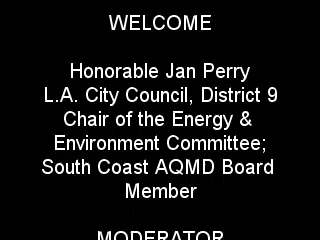 WELCOME
Honorable Jan Perry
L.A. City Council, District 9
Chair of the Energy &
Environment Committee;
South Coast AQMD Board
Member
MODERATOR